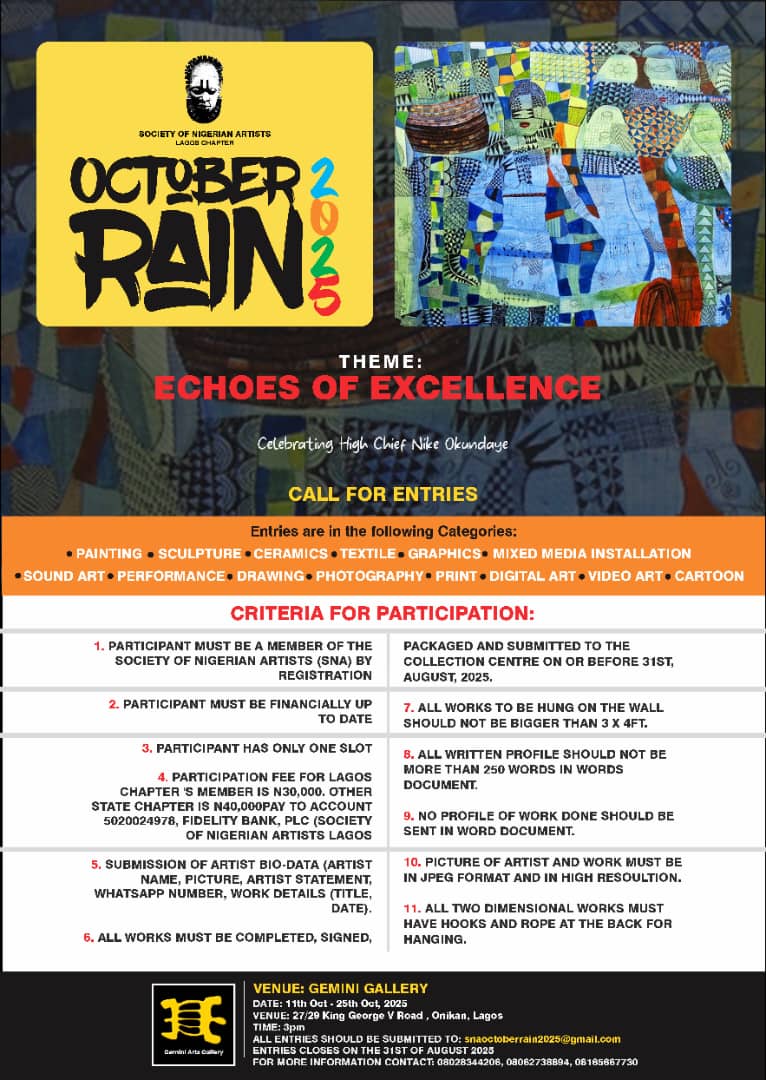 SOCIETY OF NIGERIAN ARTISTS
LAGOS CHAPTER
OCTOBER
RAIN
2025
THEME:
ECHOES OF EXCELLENCE
Celebrating High Chief Nike Okundaye
CALL FOR ENTRIES
Entries are in the following Categories:
• PAINTING • SCULPTURE • CERAMICS • TEXTILE • GRAPHICS • MIXED MEDIA INSTALLATION
• SOUND ART • PERFORMANCE • DRAWING • PHOTOGRAPHY • PRINT • DIGITAL ART • VIDEO ART • CARTOON
CRITERIA FOR PARTICIPATION:
1. PARTICIPANT MUST BE A MEMBER OF THE
SOCIETY OF NIGERIAN ARTISTS (SNA) BY
REGISTRATION
2. PARTICIPANT MUST BE FINANCIALLY UP
TO DATE
3. PARTICIPANT HAS ONLY ONE SLOT
4. PARTICIPATION FEE FOR LAGOS
CHAPTER 'S MEMBER IS N30,000. OTHER
STATE CHAPTER IS N40,000PAY TO ACCOUNT
5020024978, FIDELITY BANK, PLC (SOCIETY
OF NIGERIAN ARTISTS LAGOS
5. SUBMISSION OF ARTIST BIO-DATA (ARTIST
NAME, PICTURE, ARTIST STATEMENT,
WHATSAPP NUMBER, WORK DETAILS (TITLE,
DATE).
6. ALL WORKS MUST BE COMPLETED, SIGNED,
PACKAGED AND SUBMITTED TO THE
COLLECTION CENTRE ON OR BEFORE 31ST,
AUGUST, 2025.
7. ALL WORKS TO BE HUNG ON THE WALL
SHOULD NOT BE BIGGER THAN 3 X 4FT.
8. ALL WRITTEN PROFILE SHOULD NOT BE
MORE THAN 250 WORDS IN WORDS
DOCUMENT.
9. NO PROFILE OF WORK DONE SHOULD BE
SENT IN WORD DOCUMENT.
10. PICTURE OF ARTIST AND WORK MUST BE
IN JPEG FORMAT AND IN HIGH RESOULTION.
11. ALL TWO DIMENSIONAL WORKS MUST
HAVE HOOKS AND ROPE AT THE BACK FOR
HANGING.
Gemini Arts Gallery
VENUE: GEMINI GALLERY
DATE: 11th Oct - 25th Oct, 2025
VENUE: 27/29 King George V Road , Onikan, Lagos
TIME: 3pm
ALL ENTRIES SHOULD BE SUBMITTED TO: snaoctoberrain2025@gmail.com
ENTRIES CLOSES ON THE 31ST OF AUGUST 2025
FOR MORE INFORMATION CONTACT: 08028344206, 08062738894, 08165667730